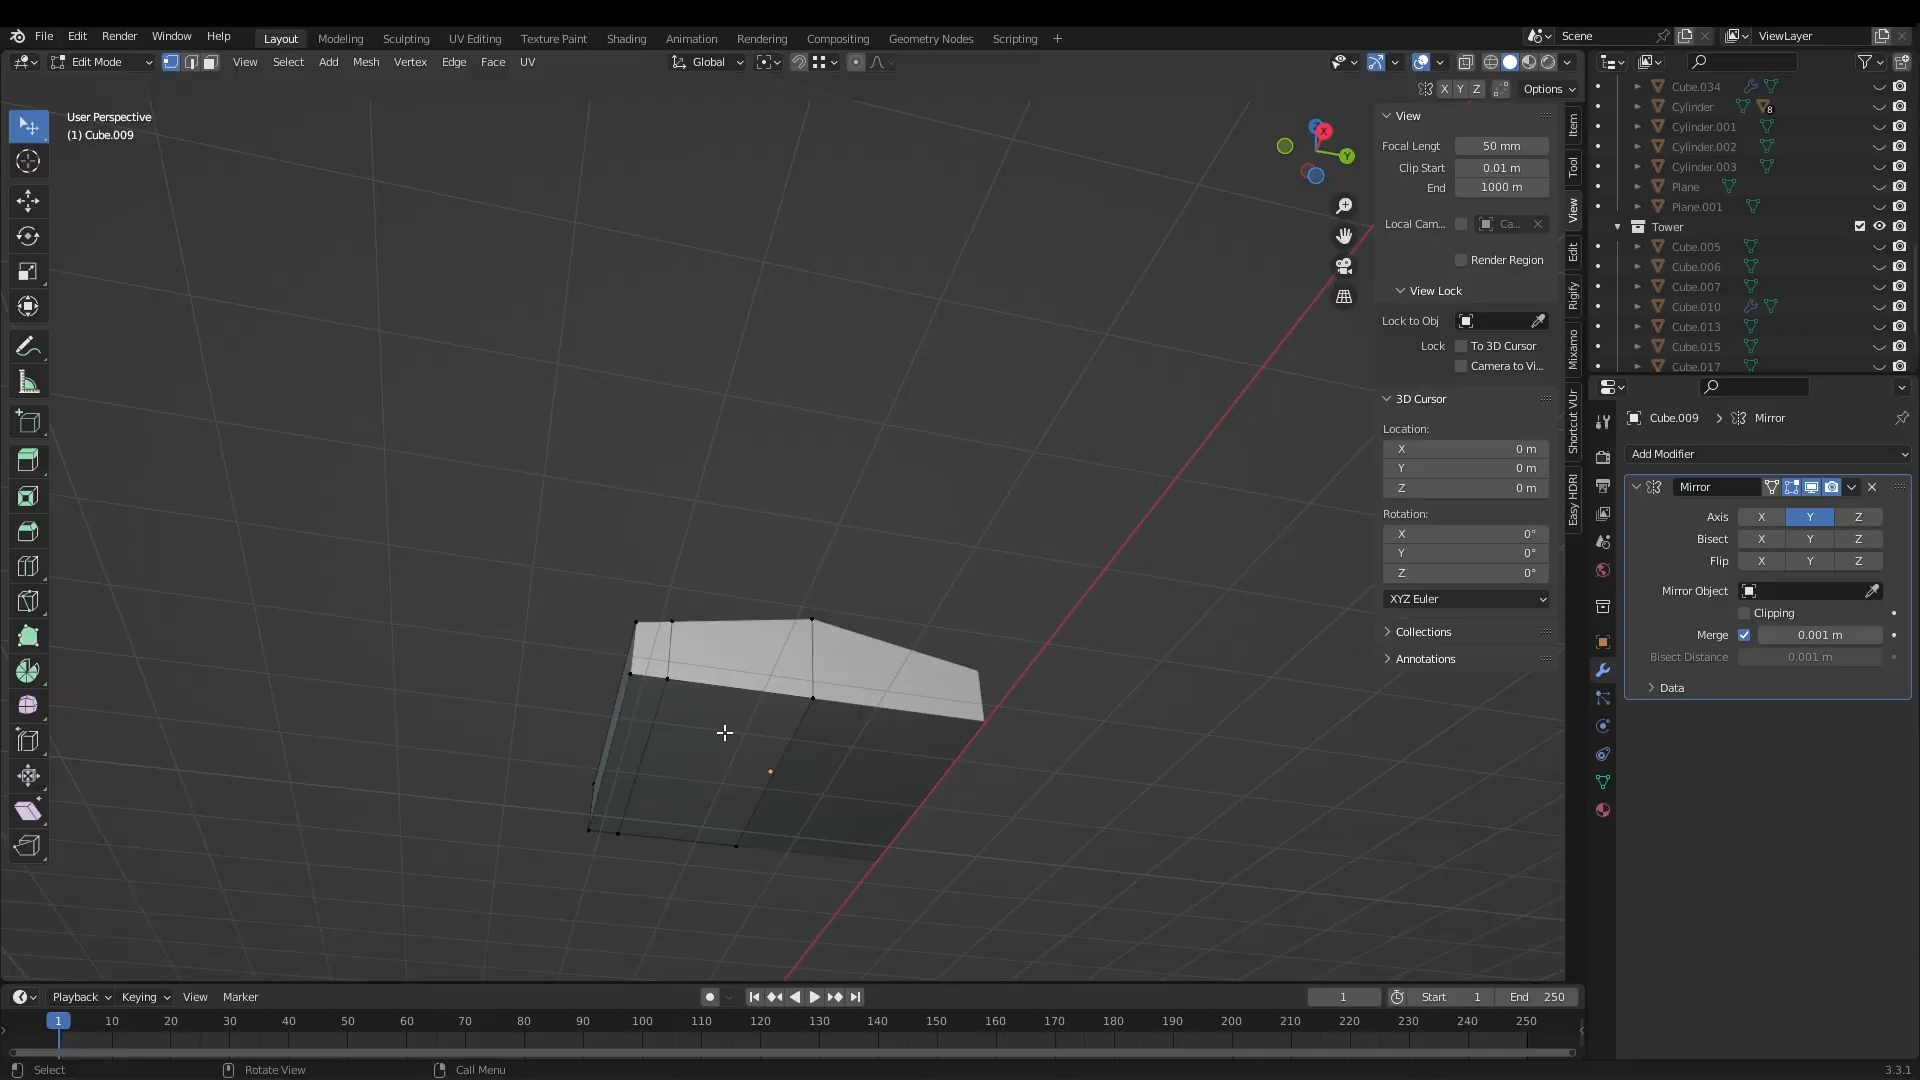 File Edit Render Window Help Layout Modeling Sculpting UV Editing Texture Paint Shading Animation Rendering Compositing Geometry Nodes Scripting + Scene ViewLayer
Edit Mode View Select Add Mesh Vertex Edge Face UV Global
X Y Z Options
User Perspective
(1) Cube.009
X
Y
View
Focal Lengt 50 mm
Clip Start 0.01 m
End 1000 m
Local Cam... Ca...
Render Region
View Lock
Lock to Obj
Lock To 3D Cursor
Camera to Vi...
3D Cursor
Location:
X 0 m
Y 0 m
Z 0 m
Rotation:
X 0°
Y 0°
Z 0°
XYZ Euler
Collections
Annotations
Item
Tool
View
Edit
Rigify
Mixamo
Shortcut VUr
Easy HDRI
Cube.034
Cylinder 8
Cylinder.001
Cylinder.002
Cylinder.003
Plane
Plane.001
Tower
Cube.005
Cube.006
Cube.007
Cube.010
Cube.013
Cube.015
Cube.017
Cube.009 > Mirror
Add Modifier
Mirror
Axis X Y Z
Bisect X Y Z
Flip X Y Z
Mirror Object
Clipping
Merge 0.001 m
Bisect Distance 0.001 m
Data
Playback Keying View Marker 1 Start 1 End 250
1 10 20 30 40 50 60 70 80 90 100 110 120 130 140 150 160 170 180 190 200 210 220 230 240 250
Select Rotate View Call Menu 3.3.1